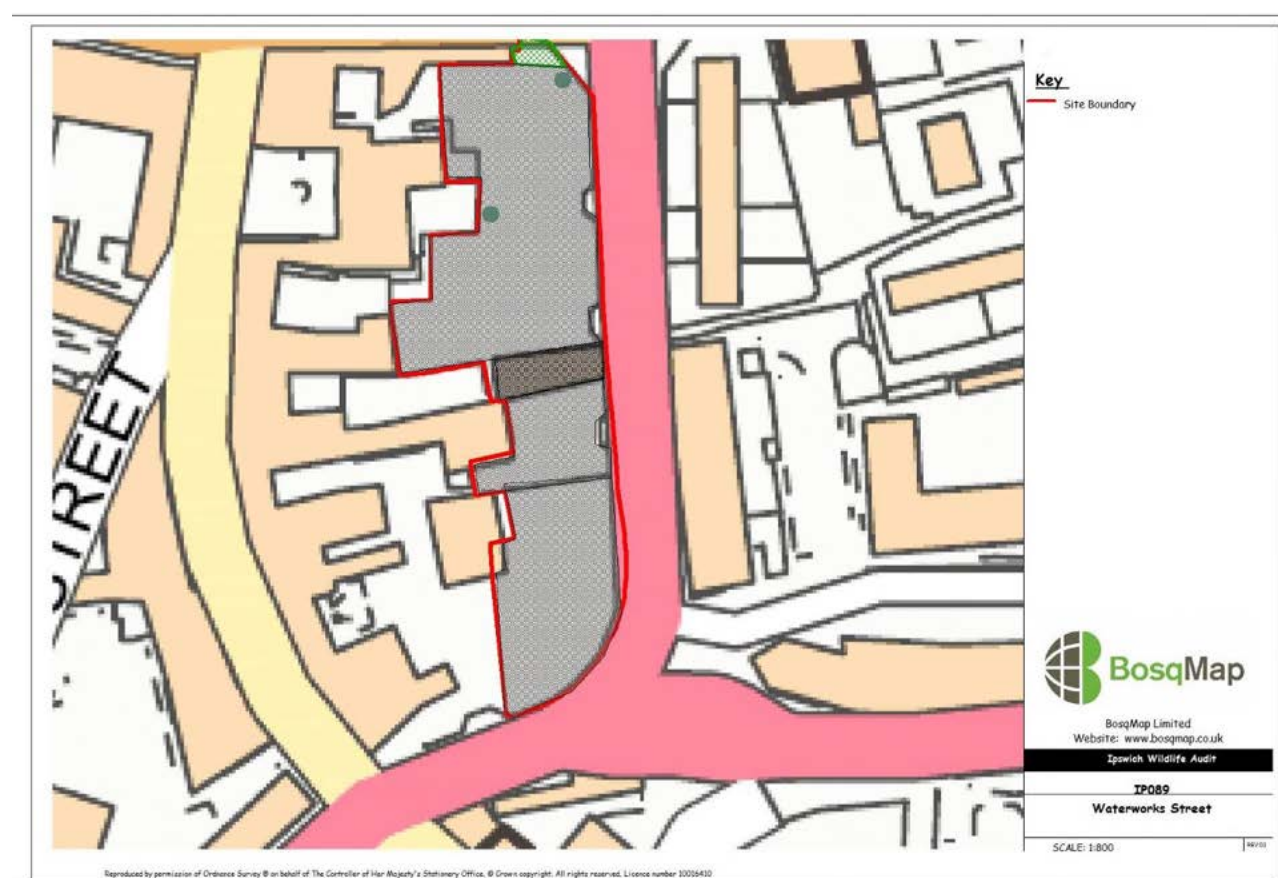 STREET
Key
Site Boundary
BosqMap
BosqMap Limited
Website: www.bosqmap.co.uk
Ipswich Wildlife Audit
IP089
Waterworks Street
SCALE: 1:800
REV 01
Reproduced by permission of Ordnance Survey ® on behalf of The Controller of Her Majesty's Stationery Office, © Crown copyright. All rights reserved. Licence number 10016410